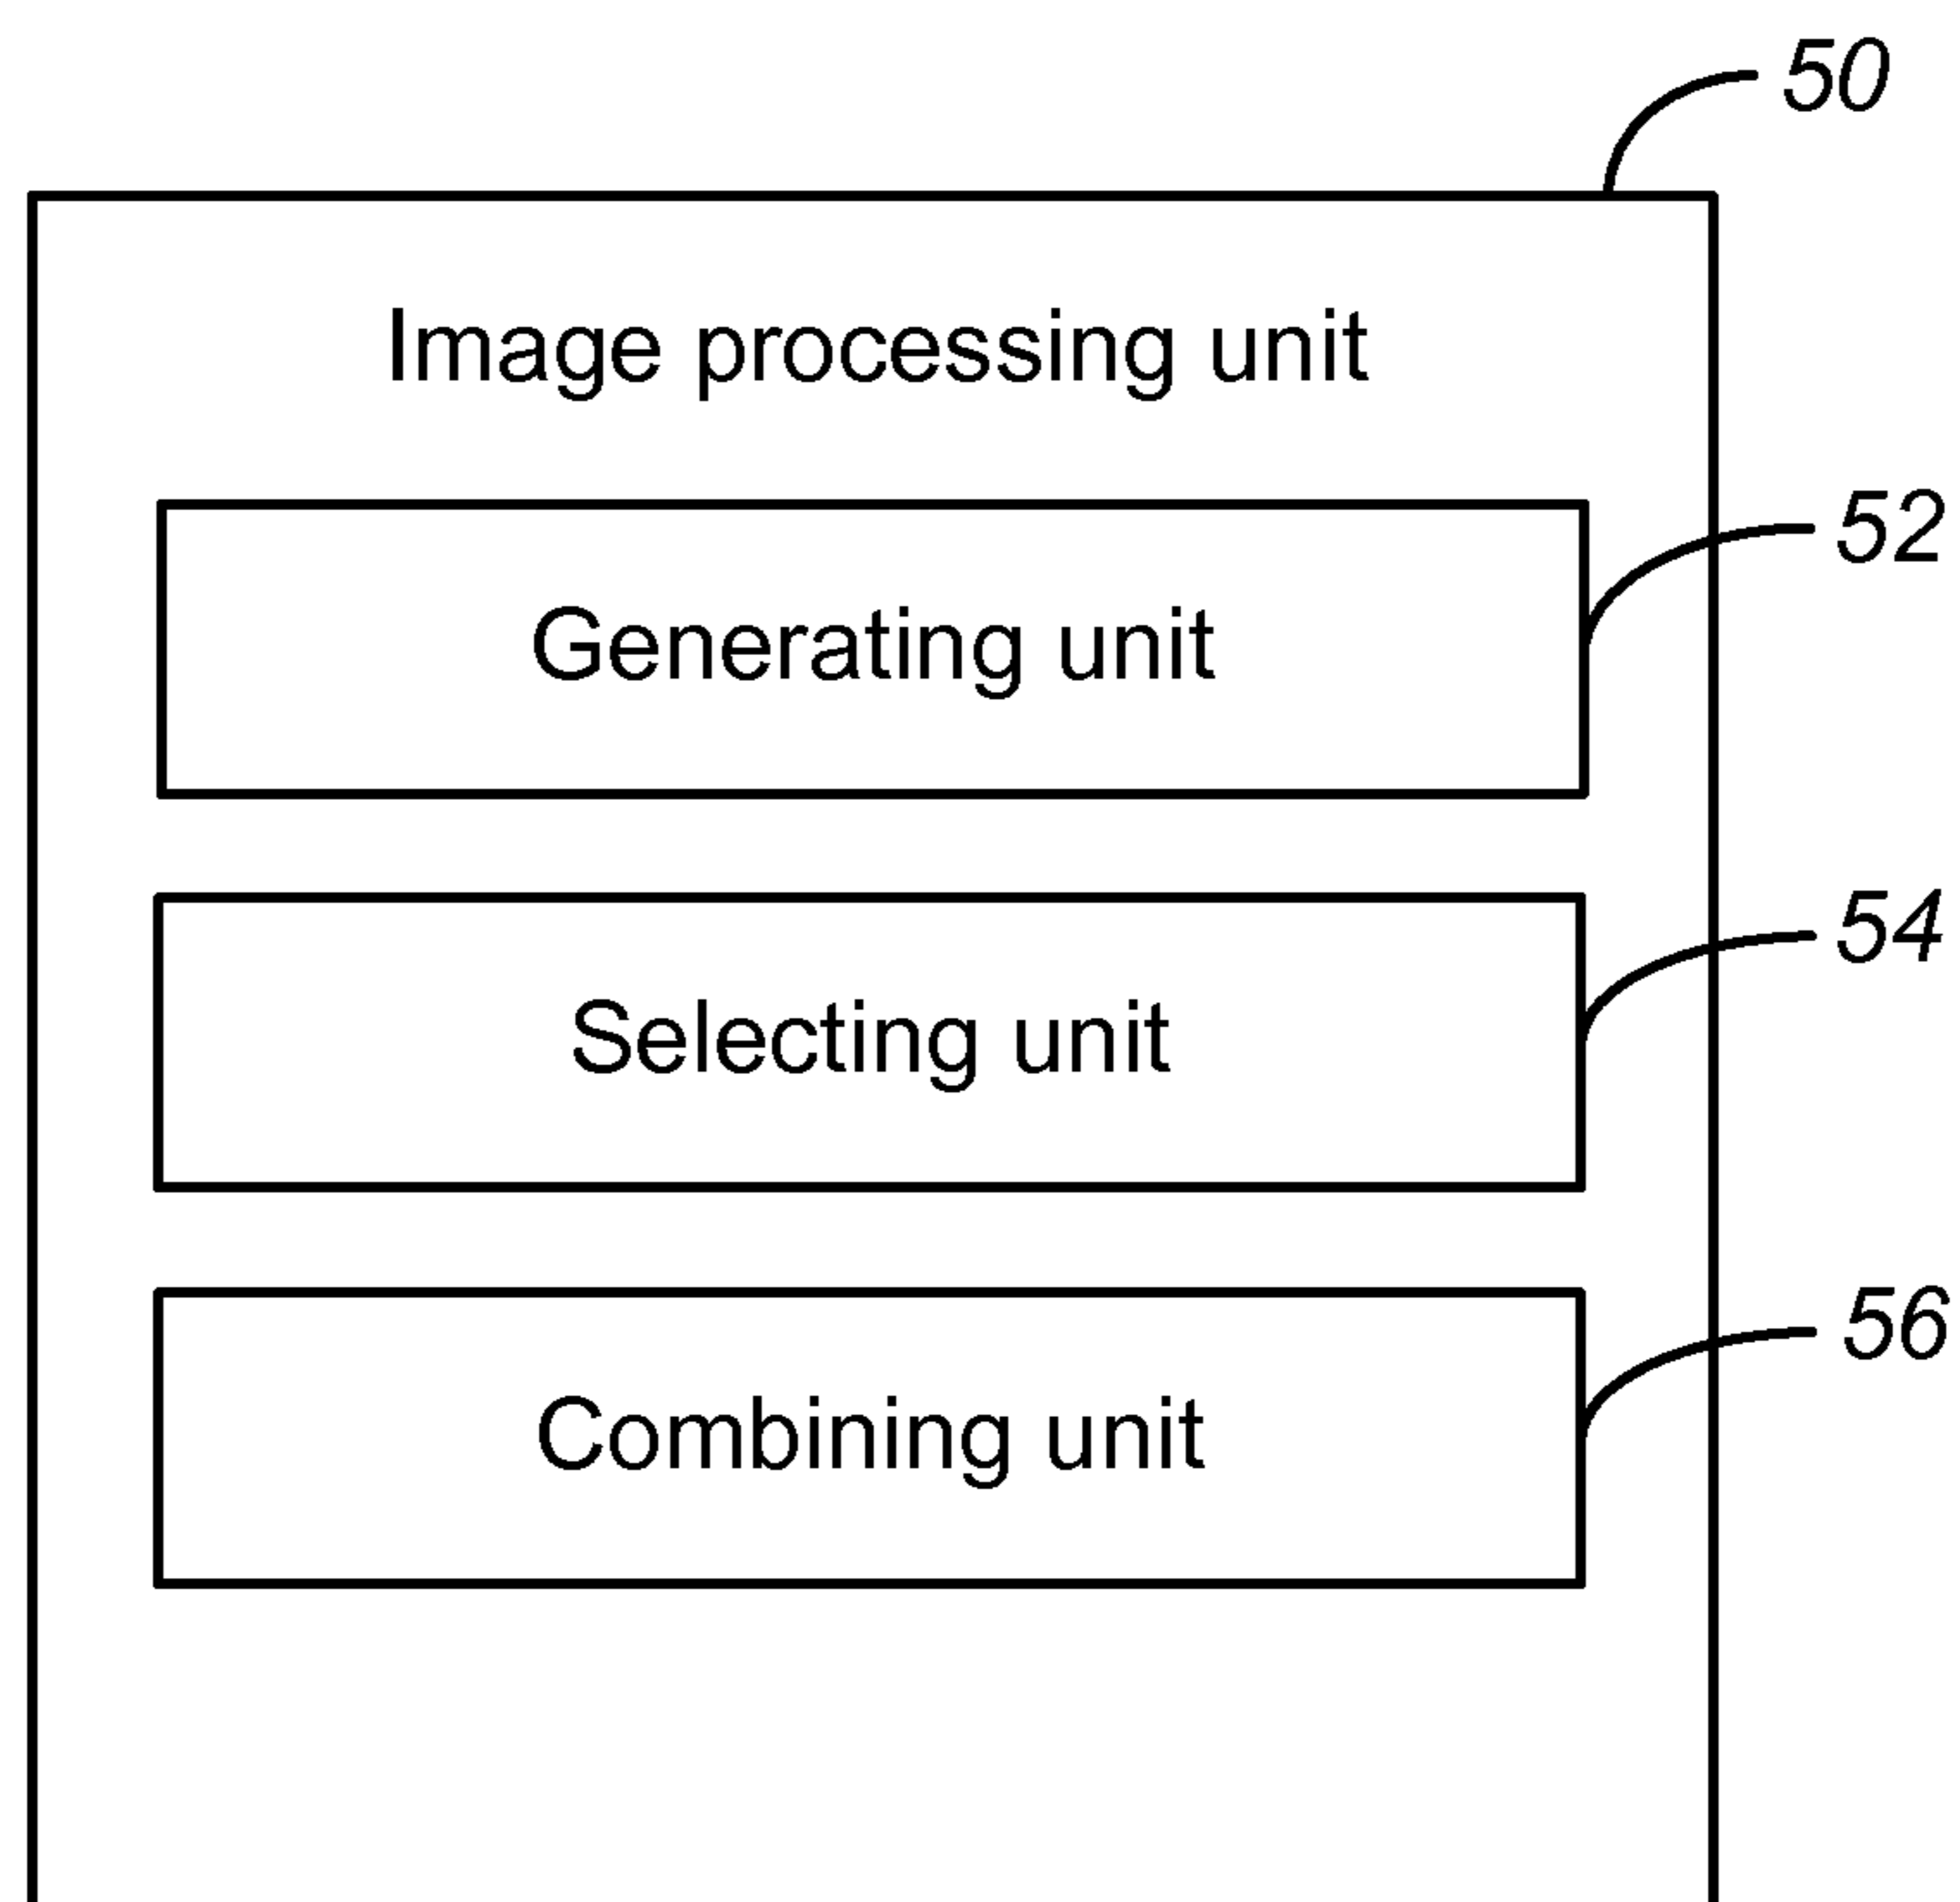 50
Image processing unit
52
Generating unit
54
Selecting unit
56
Combining unit